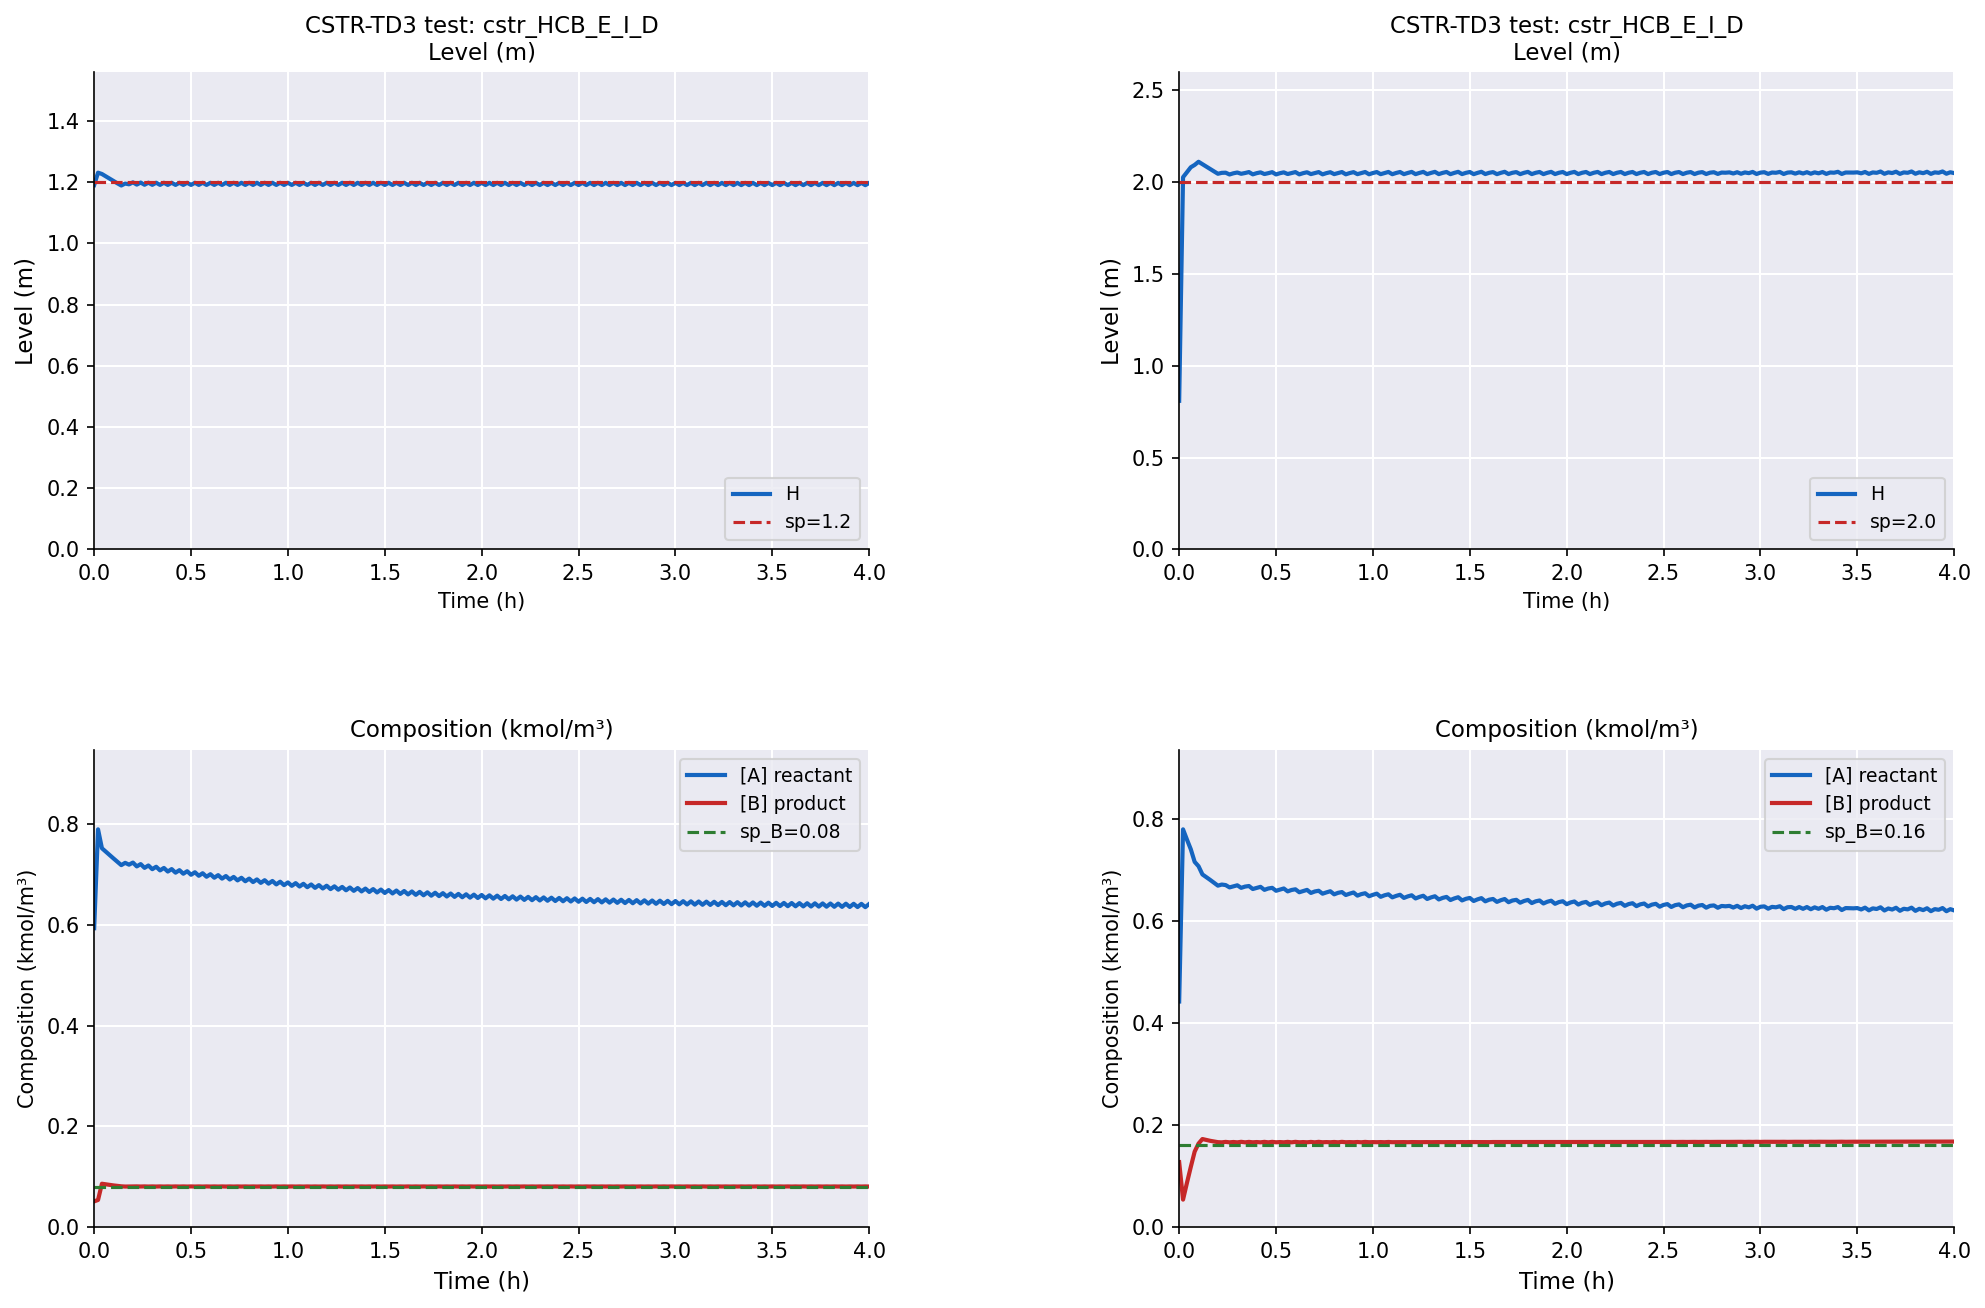 CSTR-TD3 test: cstr_HCB_E_I_D
Level (m)
Level (m)
1.4
1.2
1.0
0.8
0.6
0.4
0.2
0.0
H
sp=1.2
0.0 0.5 1.0 1.5 2.0 2.5 3.0 3.5 4.0
Time (h)
CSTR-TD3 test: cstr_HCB_E_I_D
Level (m)
Level (m)
2.5
2.0
1.5
1.0
0.5
0.0
H
sp=2.0
0.0 0.5 1.0 1.5 2.0 2.5 3.0 3.5 4.0
Time (h)
Composition (kmol/m³)
Composition (kmol/m³)
0.8
0.6
0.4
0.2
0.0
[A] reactant
[B] product
sp_B=0.08
0.0 0.5 1.0 1.5 2.0 2.5 3.0 3.5 4.0
Time (h)
Composition (kmol/m³)
Composition (kmol/m³)
0.8
0.6
0.4
0.2
0.0
[A] reactant
[B] product
sp_B=0.16
0.0 0.5 1.0 1.5 2.0 2.5 3.0 3.5 4.0
Time (h)